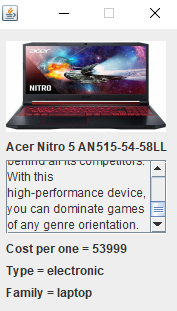 acer
NITRO
Acer Nitro 5 AN515-54-58LL
behind all its competitors.
With this
high-performance device,
you can dominate games
of any genre orientation.
Cost per one = 53999
Type = electronic
Family = laptop